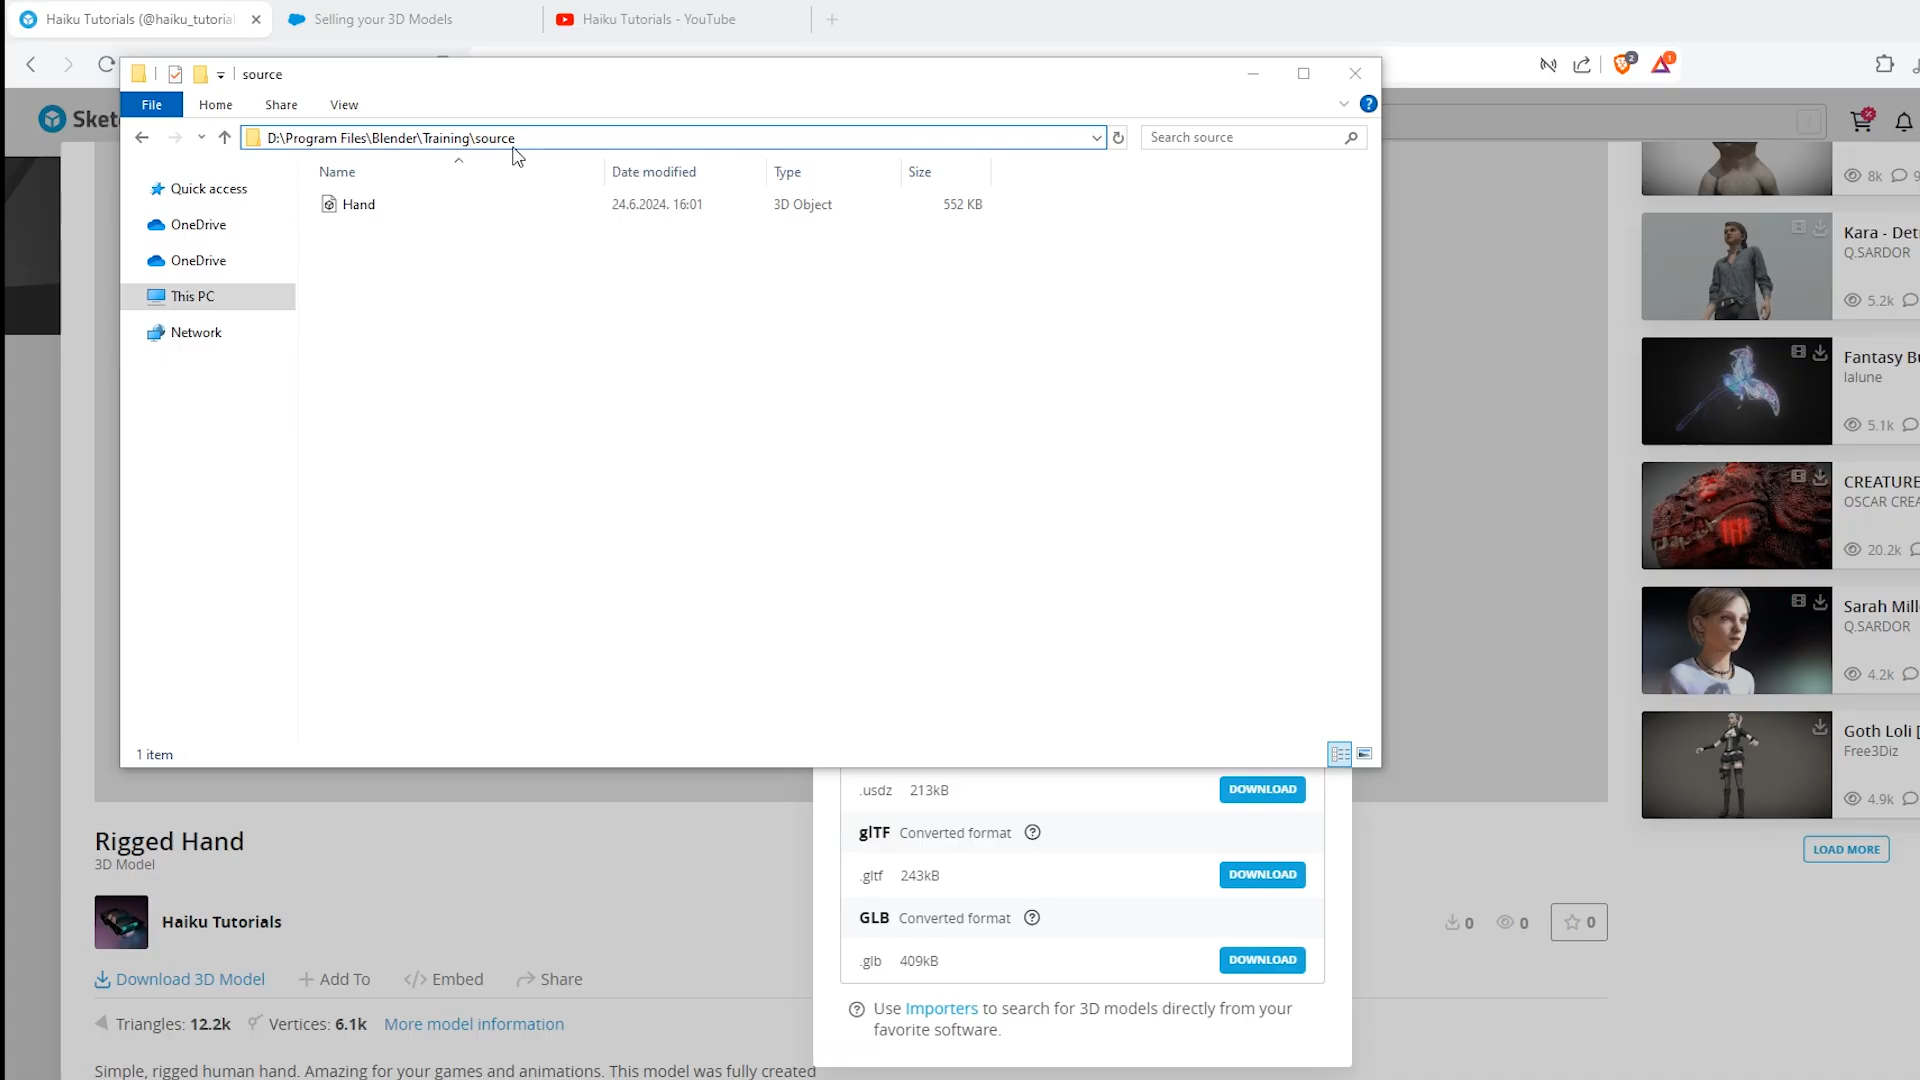 Haiku Tutorials (@haiku_tutorial
Selling your 3D Models
Haiku Tutorials - YouTube
2
1
source
File
Home
Share
View
?
Sket
/
D:\Program Files\Blender\Training\source
Search source
Name
Date modified
Type
Size
Hand
24.6.2024. 16:01
3D Object
552 KB
Quick access
OneDrive
OneDrive
This PC
Network
1 item
8k
9
Kara - Det
Q.SARDOR
5.2k
Fantasy Bu
lalune
5.1k
CREATURE
OSCAR CREA
20.2k
Sarah Mill
Q.SARDOR
4.2k
Goth Loli [
Free3Diz
4.9k
LOAD MORE
.usdz 213kB
DOWNLOAD
glTF Converted format ?
.gltf 243kB
DOWNLOAD
GLB Converted format ?
.glb 409kB
DOWNLOAD
? Use Importers to search for 3D models directly from your
favorite software.
Rigged Hand
3D Model
Haiku Tutorials
0
0
0
Download 3D Model
Add To
Embed
Share
Triangles: 12.2k
Vertices: 6.1k
More model information
Simple, rigged human hand. Amazing for your games and animations. This model was fully created